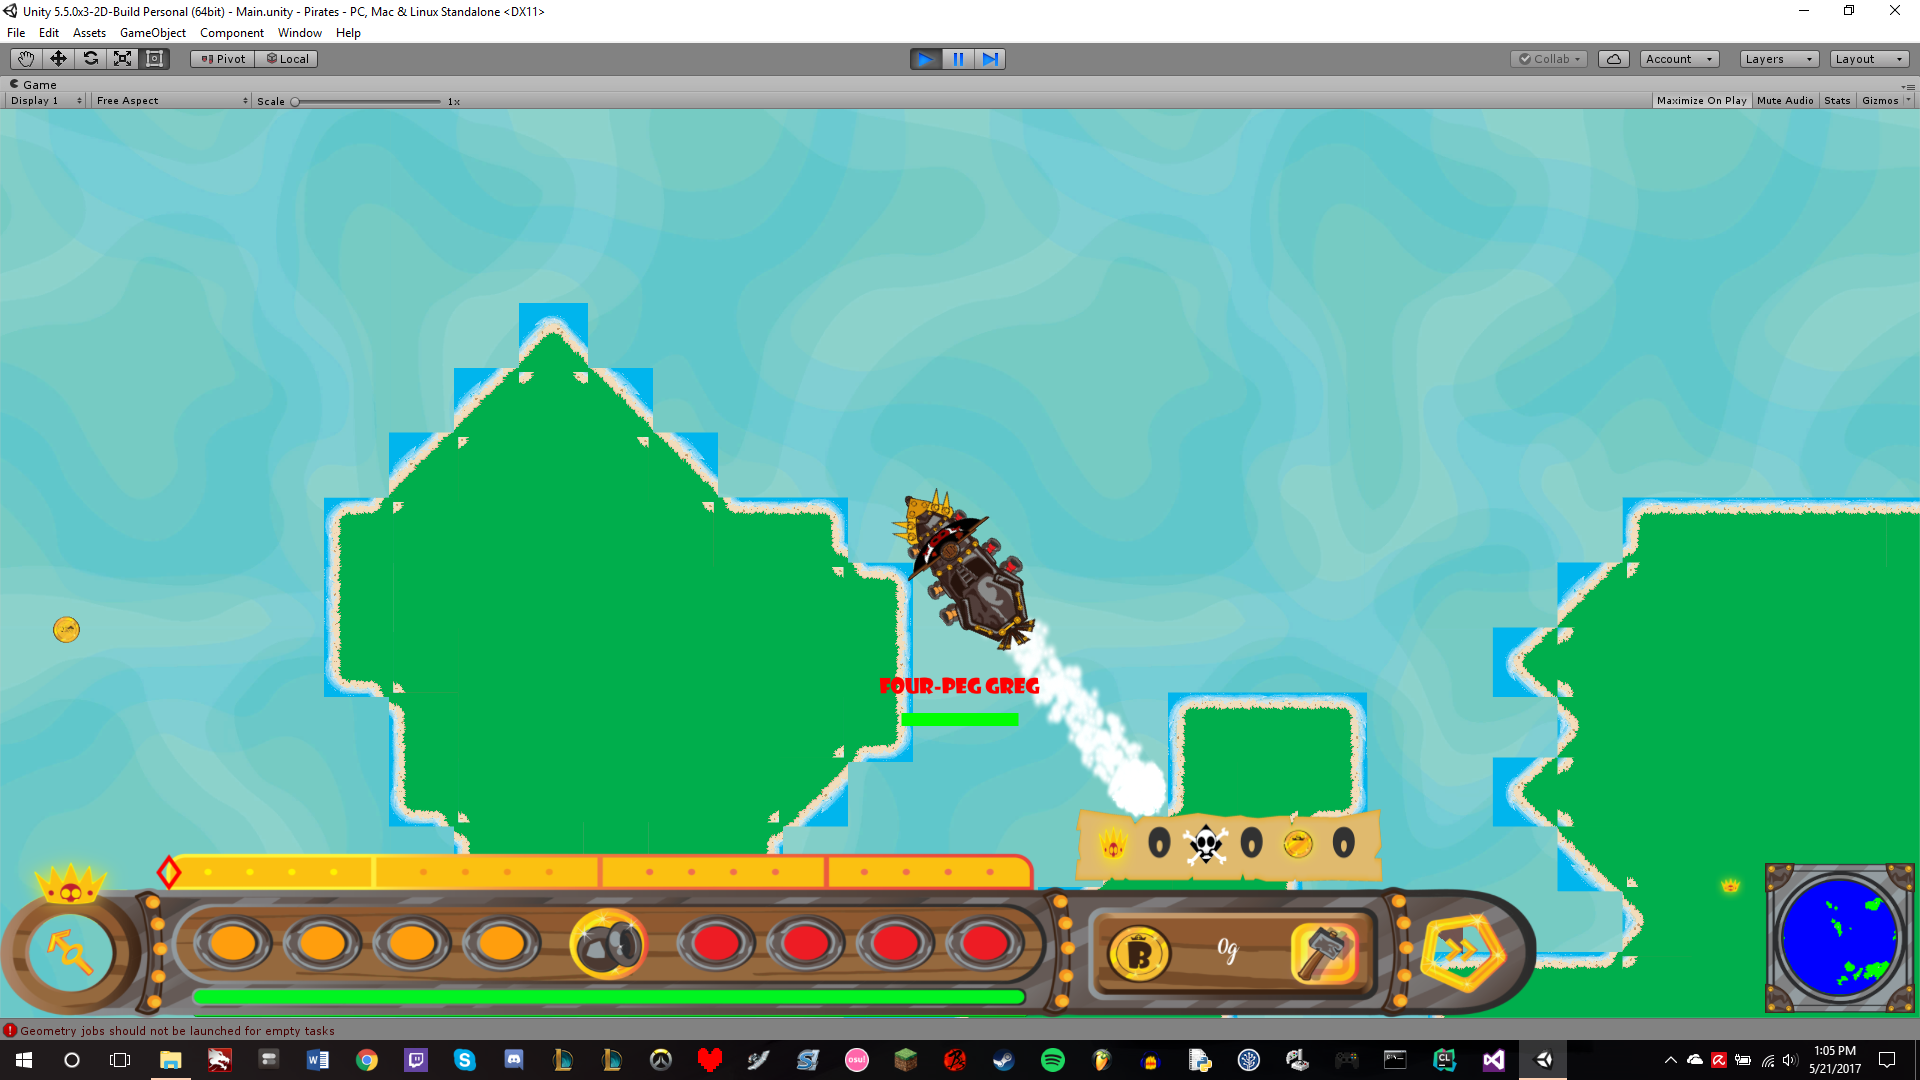 Unity 5.5.0x3-2D-Build Personal (64bit) - Main.unity - Pirates - PC, Mac & Linux Standalone <DX11>
File Edit Assets GameObject Component Window Help
Pivot Local Collab Account Layers Layout
Game
Display 1 Free Aspect Scale 1x Maximize On Play Mute Audio Stats Gizmos
FOUR-PEG GREG
0 0 0
B 0g
Geometry jobs should not be launched for empty tasks
1:05 PM
5/21/2017